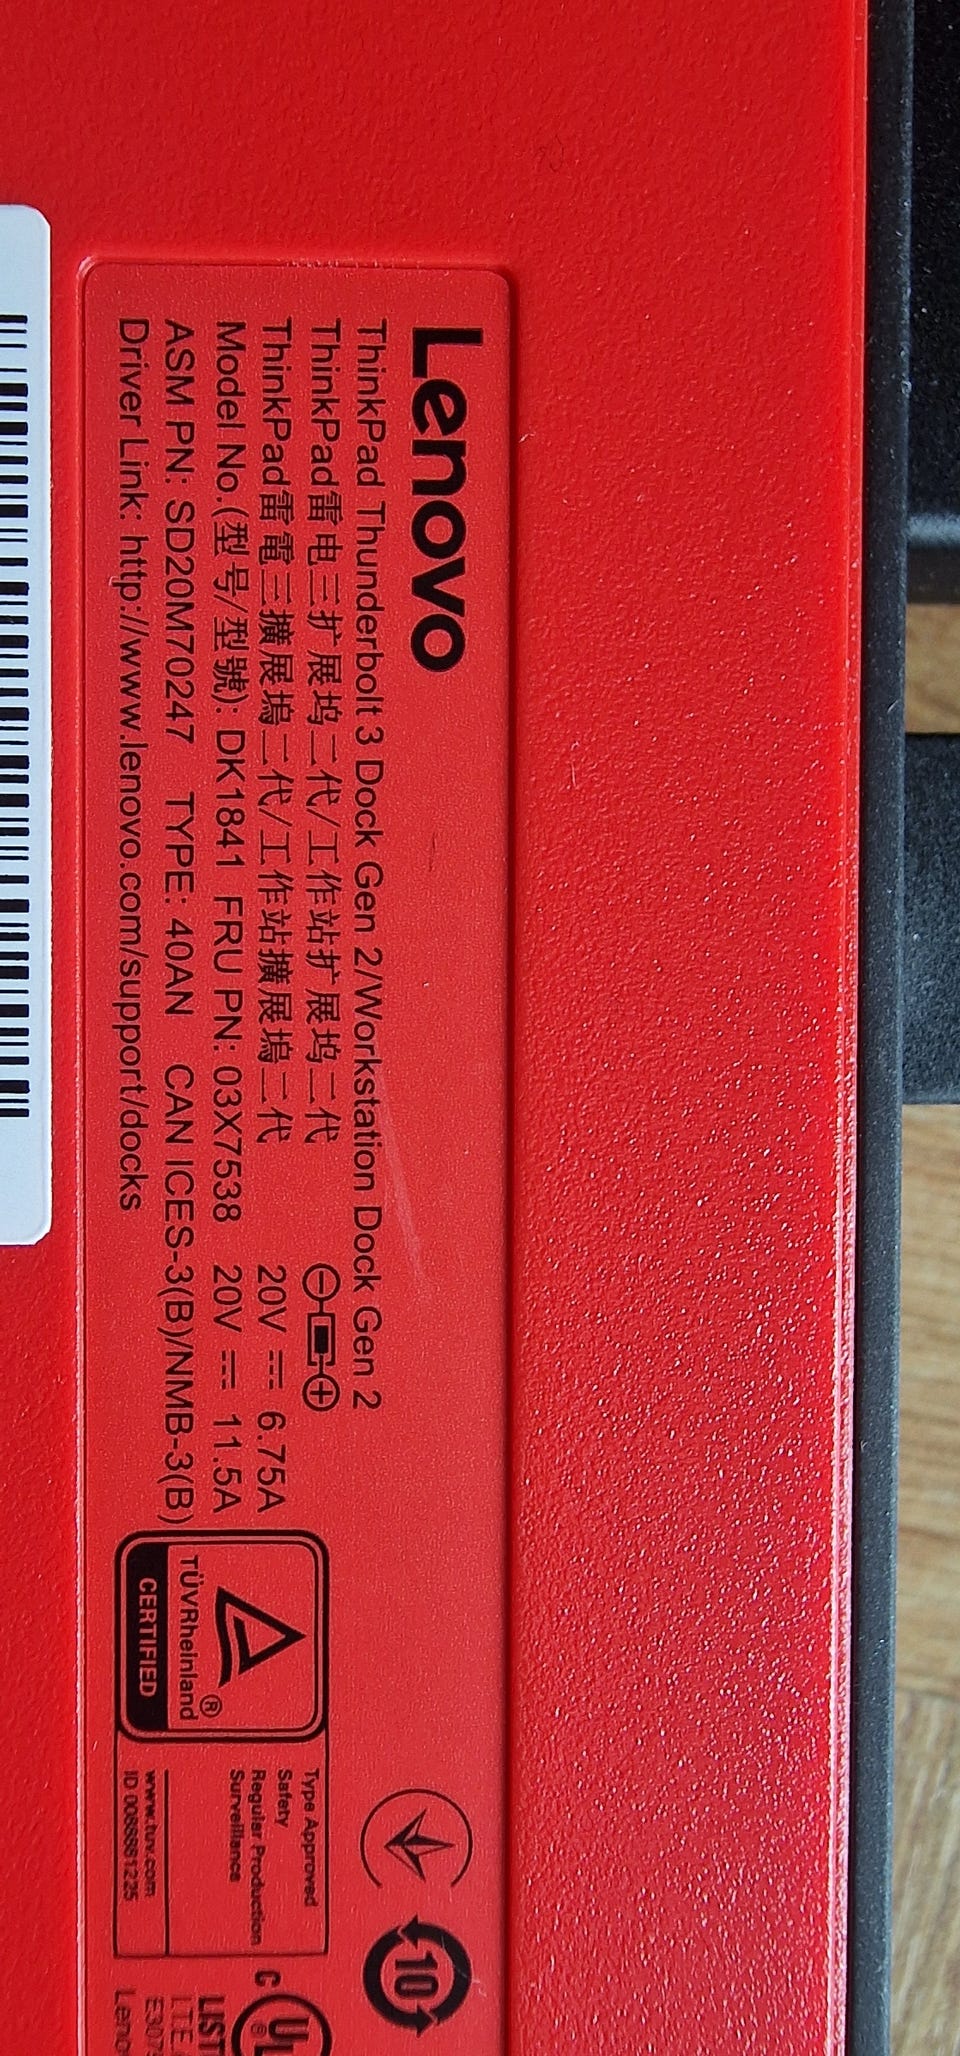 Lenovo
ThinkPad Thunderbolt 3 Dock Gen 2/Workstation Dock Gen 2
ThinkPad雷电三扩展坞二代/工作站扩展坞二代
ThinkPad雷電三擴展塢二代/工作站擴展塢二代
20V 6.75A
Model No.(型号/型號): DK1841 FRU PN: 03X7538
20V 11.5A
ASM PN: SD20M70247 TYPE: 40AN CAN ICES-3(B)/NMB-3(B)
Driver Link: http://www.lenovo.com/support/docks
TÜVRheinland®
CERTIFIED
Type Approved
Safety
Regular Production
Surveillance
www.tuv.com
10
C
UL
®
LIST
I.T.E.
Leno